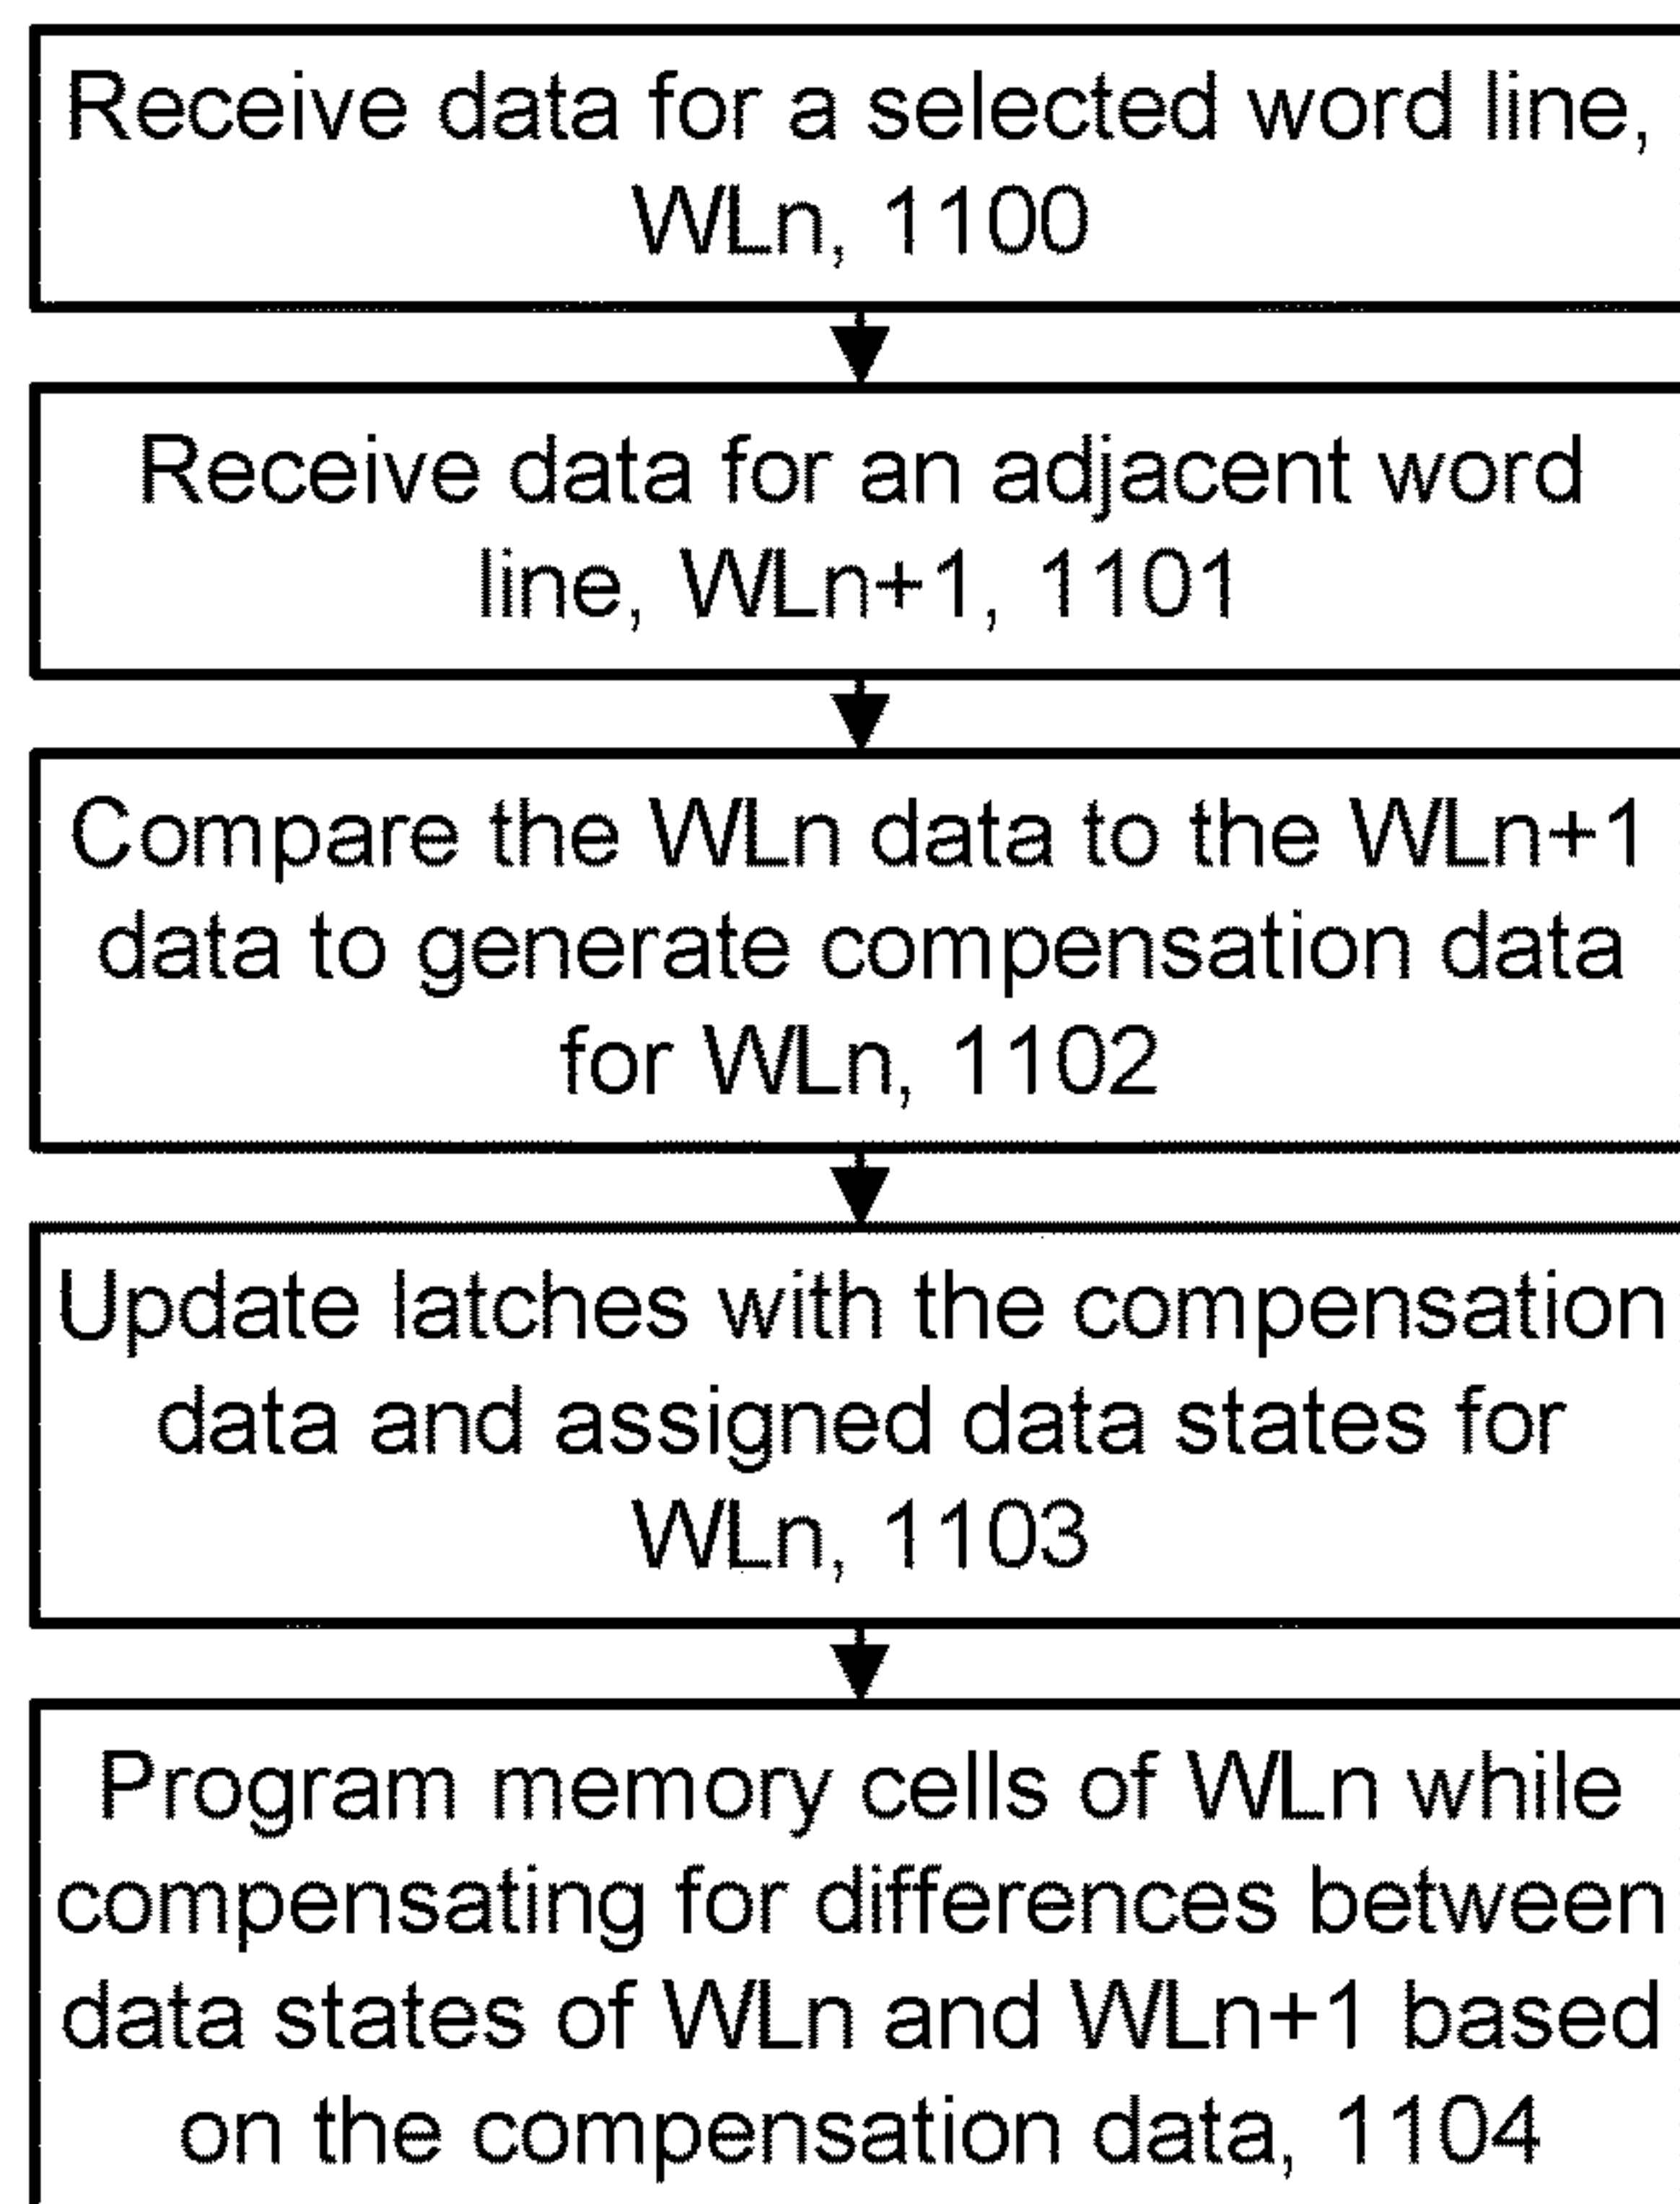 Receive data for a selected word line,
WLn, 1100
Receive data for an adjacent word
line, WLn+1, 1101
Compare the WLn data to the WLn+1
data to generate compensation data
for WLn, 1102
Update latches with the compensation
data and assigned data states for
WLn, 1103
Program memory cells of WLn while
compensating for differences between
data states of WLn and WLn+1 based
on the compensation data, 1104